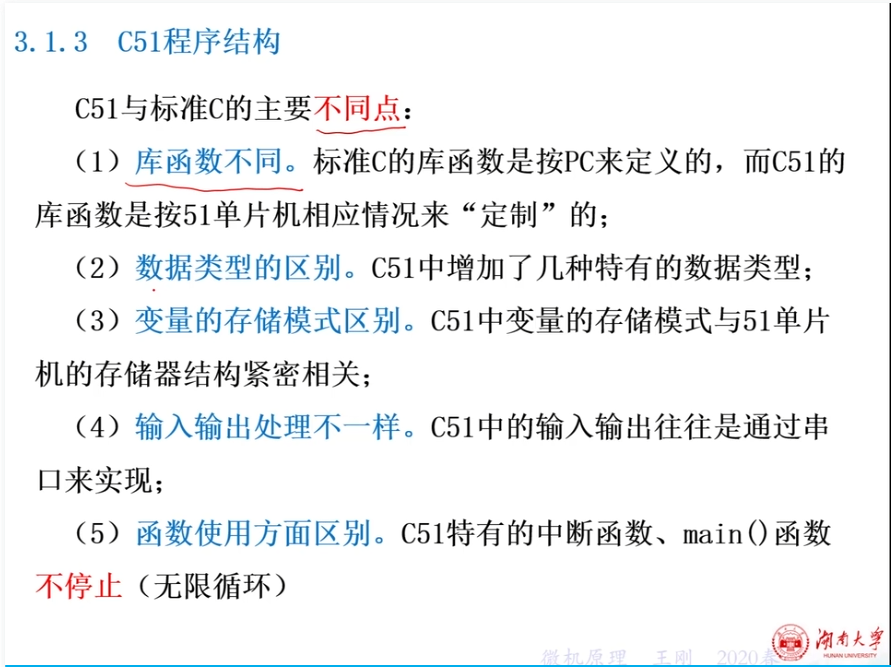 3.1.3 C51程序结构
C51与标准C的主要不同点：
（1）库函数不同。标准C的库函数是按PC来定义的，而C51的
库函数是按51单片机相应情况来“定制”的；
（2）数据类型的区别。C51中增加了几种特有的数据类型；
（3）变量的存储模式区别。C51中变量的存储模式与51单片
机的存储器结构紧密相关；
（4）输入输出处理不一样。C51中的输入输出往往是通过串
口来实现；
（5）函数使用方面区别。C51特有的中断函数、main()函数
不停止（无限循环）
湖南大学
HUNAN UNIVERSITY
微机原理 王刚 2020春